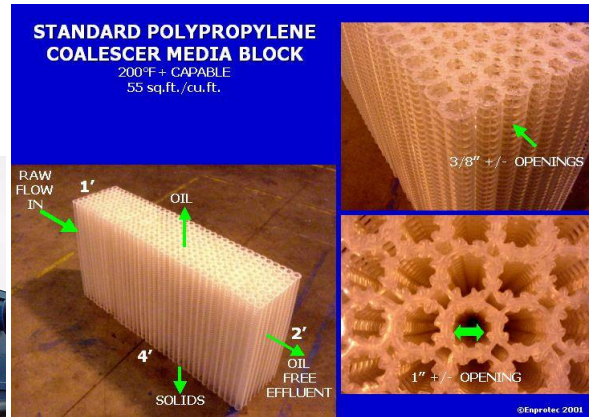 STANDARD POLYPROPYLENE
COALESCER MEDIA BLOCK
200°F + CAPABLE
55 sq.ft./cu.ft.
3/8" +/- OPENINGS
RAW
FLOW
IN
1'
OIL
2'
OIL
FREE
EFFLUENT
4'
SOLIDS
1" +/- OPENING
©Enprotec 2001